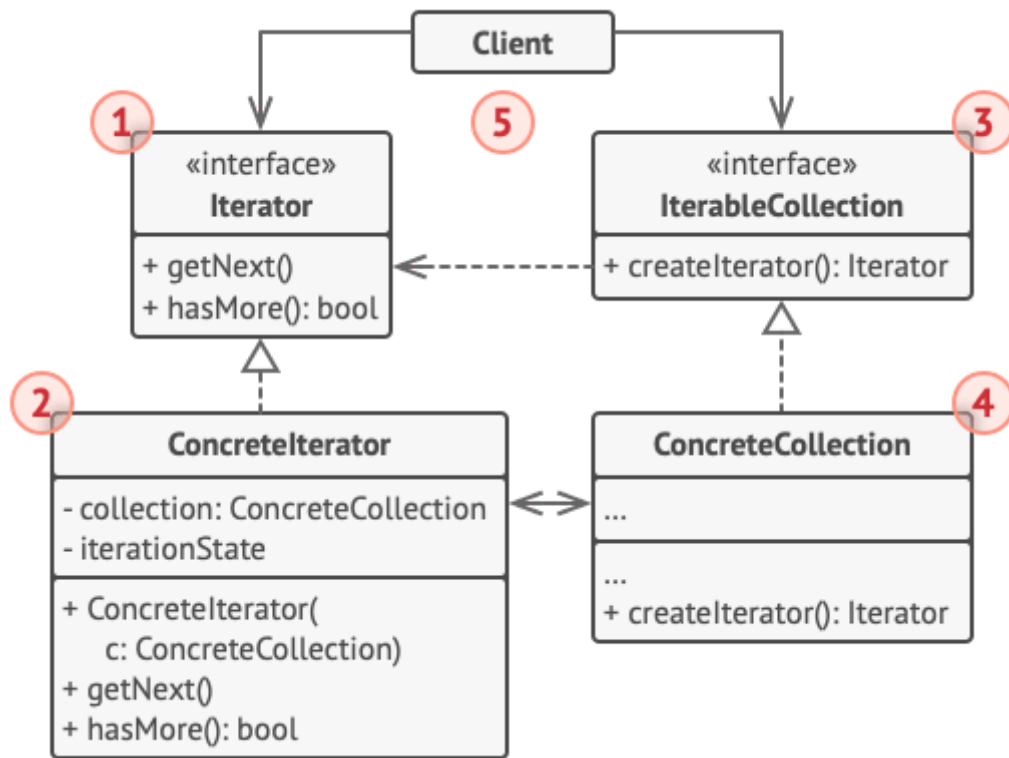 Client
1
5
3
«interface»
Iterator
+ getNext()
+ hasMore(): bool
«interface»
IterableCollection
+ createIterator(): Iterator
2
4
ConcreteIterator
- collection: ConcreteCollection
- iterationState
+ ConcreteIterator(
c: ConcreteCollection)
+ getNext()
+ hasMore(): bool
ConcreteCollection
...
...
+ createIterator(): Iterator